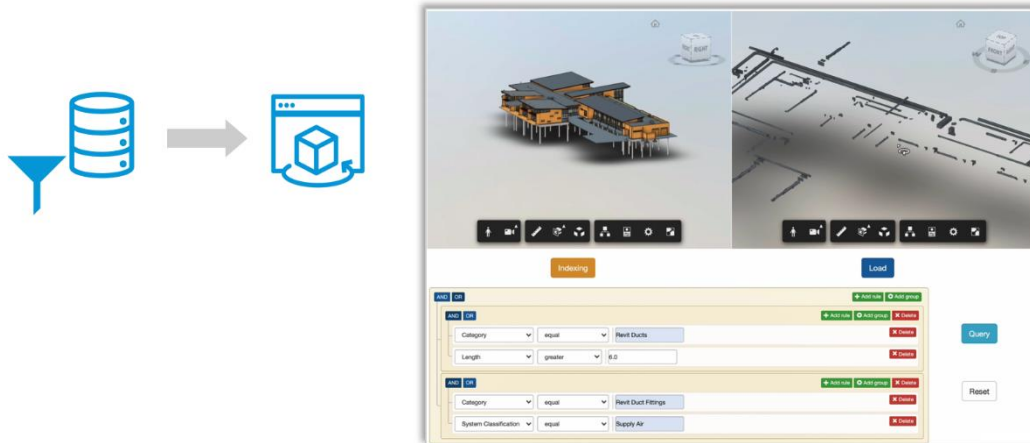 RIGHT
RIGHT
Indexing
Load
AND OR
+ Add rule Add group
AND OR
+ Add rule Add group ✖ Delete
Category equal Revit Ducts ✖ Delete
Length greater 6.0 ✖ Delete
AND OR
+ Add rule Add group ✖ Delete
Category equal Revit Duct Fittings ✖ Delete
System Classification equal Supply Air ✖ Delete
Query
Reset